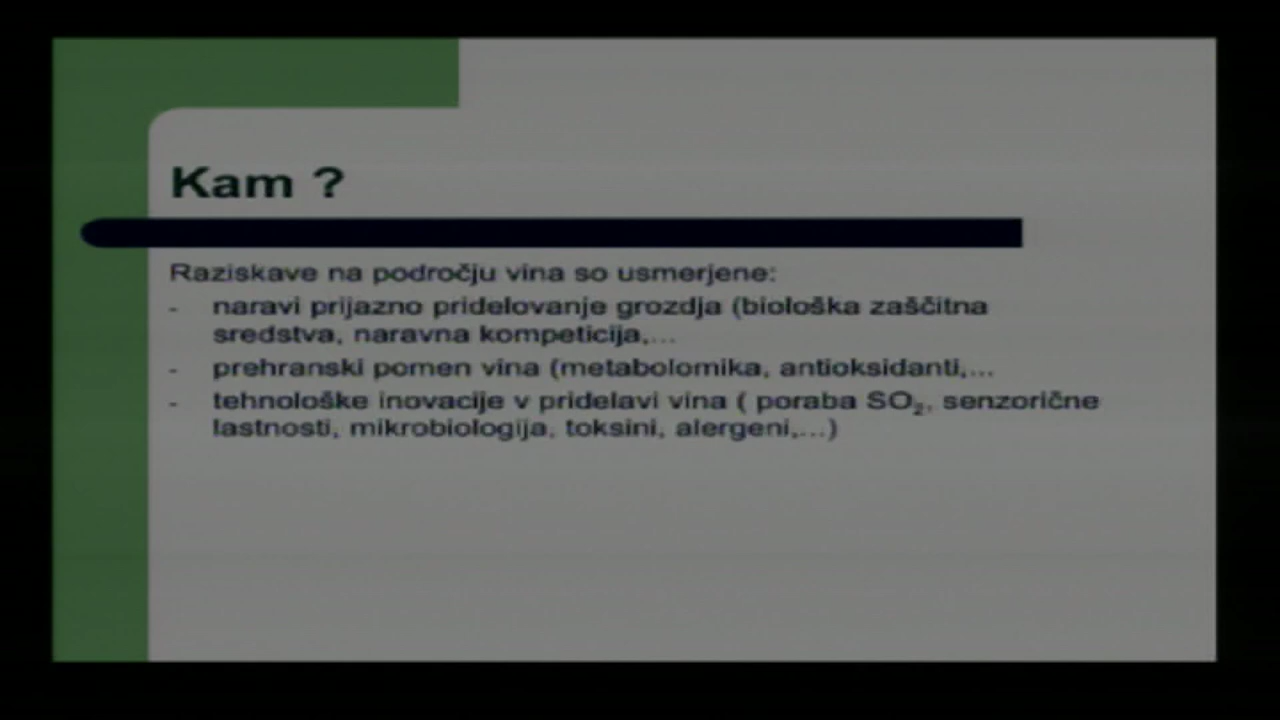 Kam ?
Raziskave na področju vina so usmerjene:
- naravi prijazno pridelovanje grozdja (biološka zaščitna
sredstva, naravna kompeticija,...
- prehranski pomen vina (metabolomika, antioksidanti,...
- tehnološke inovacije v pridelavi vina ( poraba SO₂, senzorične
lastnosti, mikrobiologija, toksini, alergeni,...)